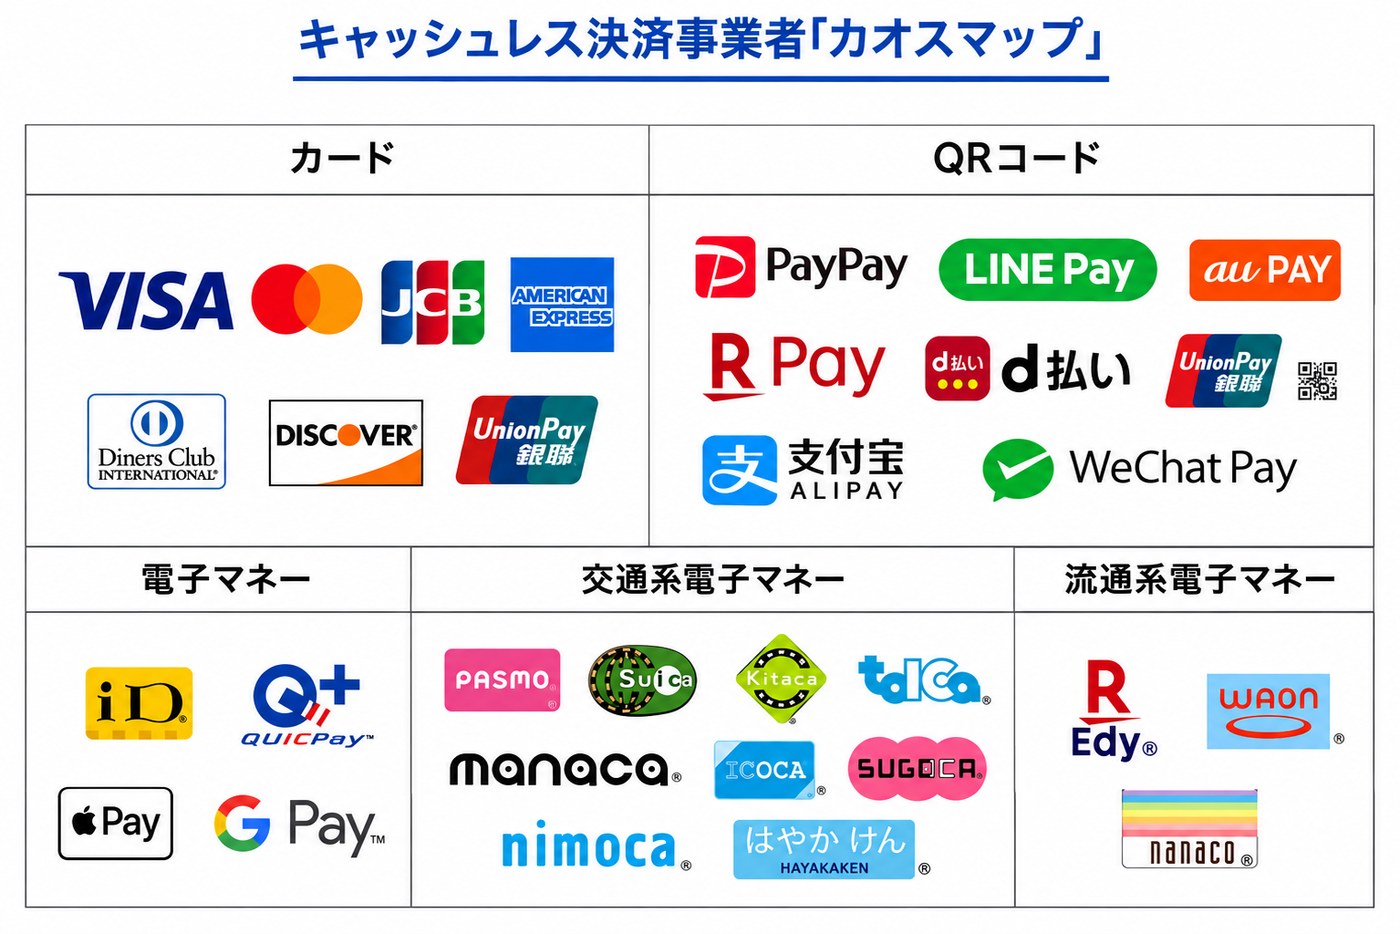 キャッシュレス決済事業者「カオスマップ」
カード
QRコード
VISA
JCB
AMERICAN
EXPRESS
Diners Club
INTERNATIONAL®
DISCOVER®
UnionPay
銀聯
PayPay
LINE Pay
au PAY
R Pay
d払い
d払い
UnionPay
銀聯
支
支付宝
ALIPAY
WeChat Pay
電子マネー
交通系電子マネー
流通系電子マネー
iD®
Q+
QUICPay™
Pay
G Pay™
PASMO®
Suica
Kitaca®
toICa®
manaca®
ICOCA®
SUGOCA®
nimoca®
はやかけん
HAYAKAKEN®
R
Edy®
WAON®
nanaco®